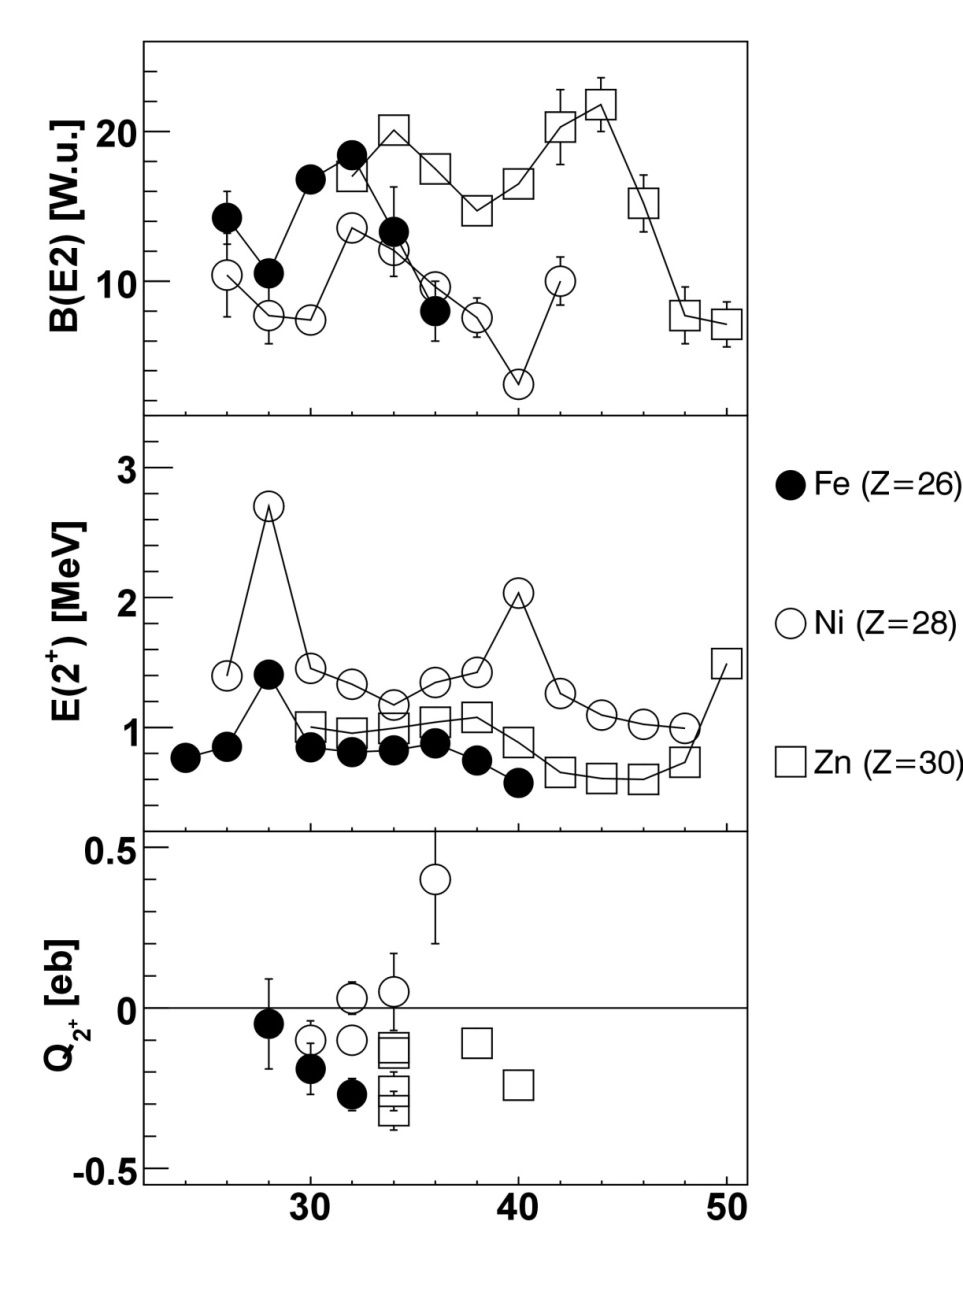 B(E2) [W.u.]
20
10
E(2⁺) [MeV]
3
2
1
Fe (Z=26)
Ni (Z=28)
Zn (Z=30)
Q₂⁺ [eb]
0.5
0
-0.5
30 40 50